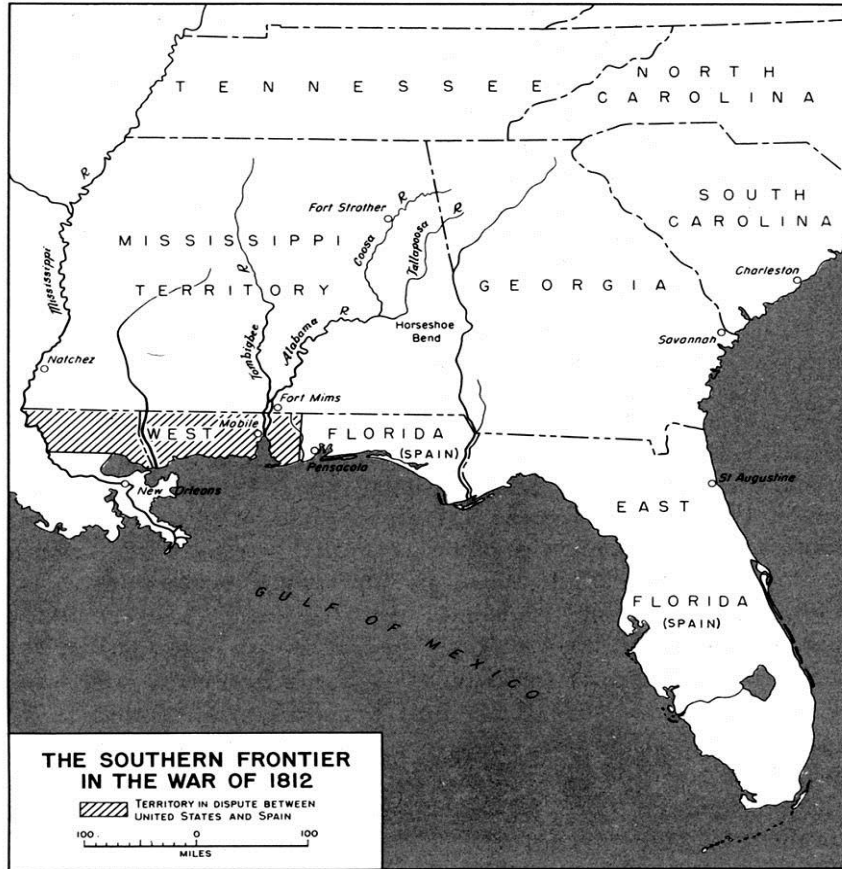 TENNESSEE
NORTH
CAROLINA
SOUTH
CAROLINA
Fort Strother
R
R
R
Coosa
Tallapoosa
MISSISSIPPI
TERRITORY
R
Mississippi
Tombigbee
Alabama
R
Horseshoe
Bend
GEORGIA
Charleston
Savannah
Natchez
Fort Mims
WEST
Mobile
FLORIDA
(SPAIN)
Pensacola
New Orleans
St Augustine
EAST
FLORIDA
(SPAIN)
GULF OF MEXICO
THE SOUTHERN FRONTIER
IN THE WAR OF 1812
TERRITORY IN DISPUTE BETWEEN
UNITED STATES AND SPAIN
100 0 100
MILES